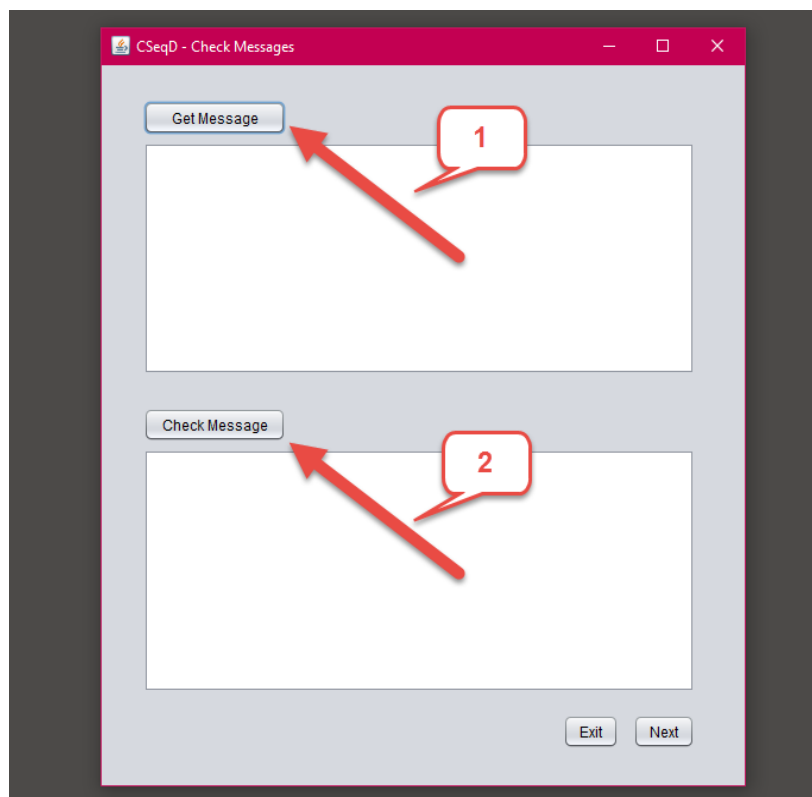 CSeqD - Check Messages
Get Message
1
Check Message
2
Exit Next